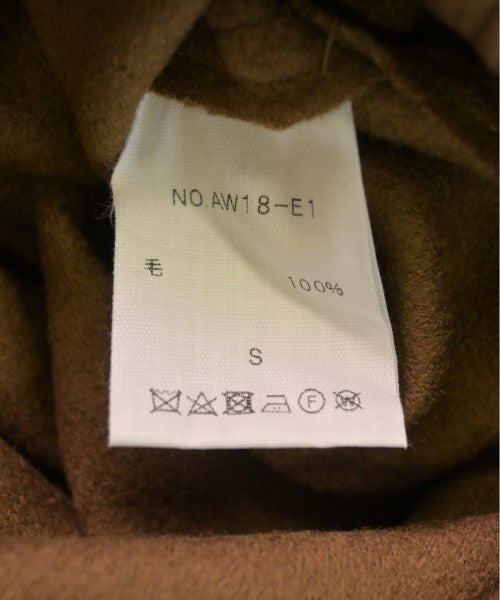 NO.AW18-E1
毛 100%
S
F W